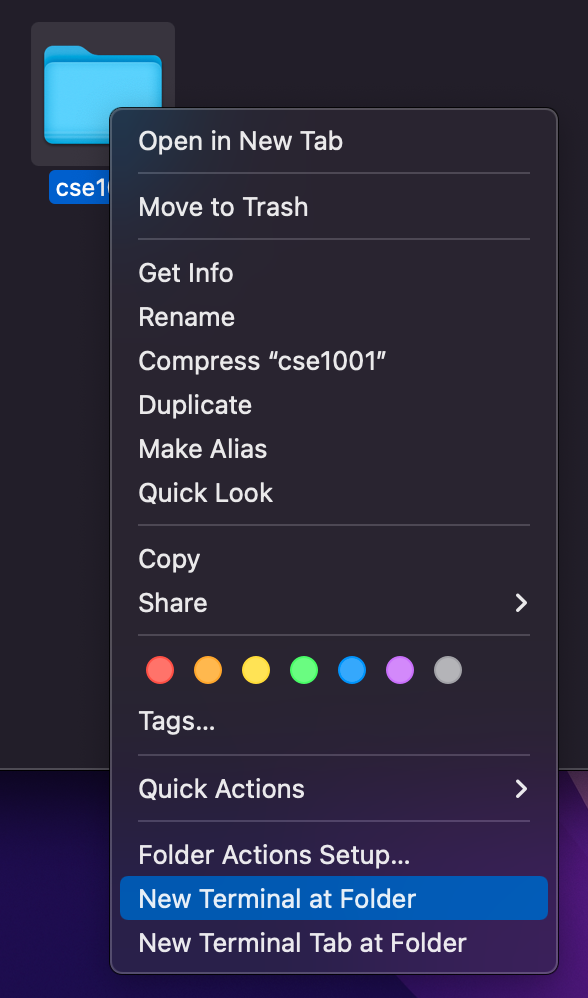 cse1
Open in New Tab
Move to Trash
Get Info
Rename
Compress “cse1001”
Duplicate
Make Alias
Quick Look
Copy
Share
Tags...
Quick Actions
Folder Actions Setup...
New Terminal at Folder
New Terminal Tab at Folder